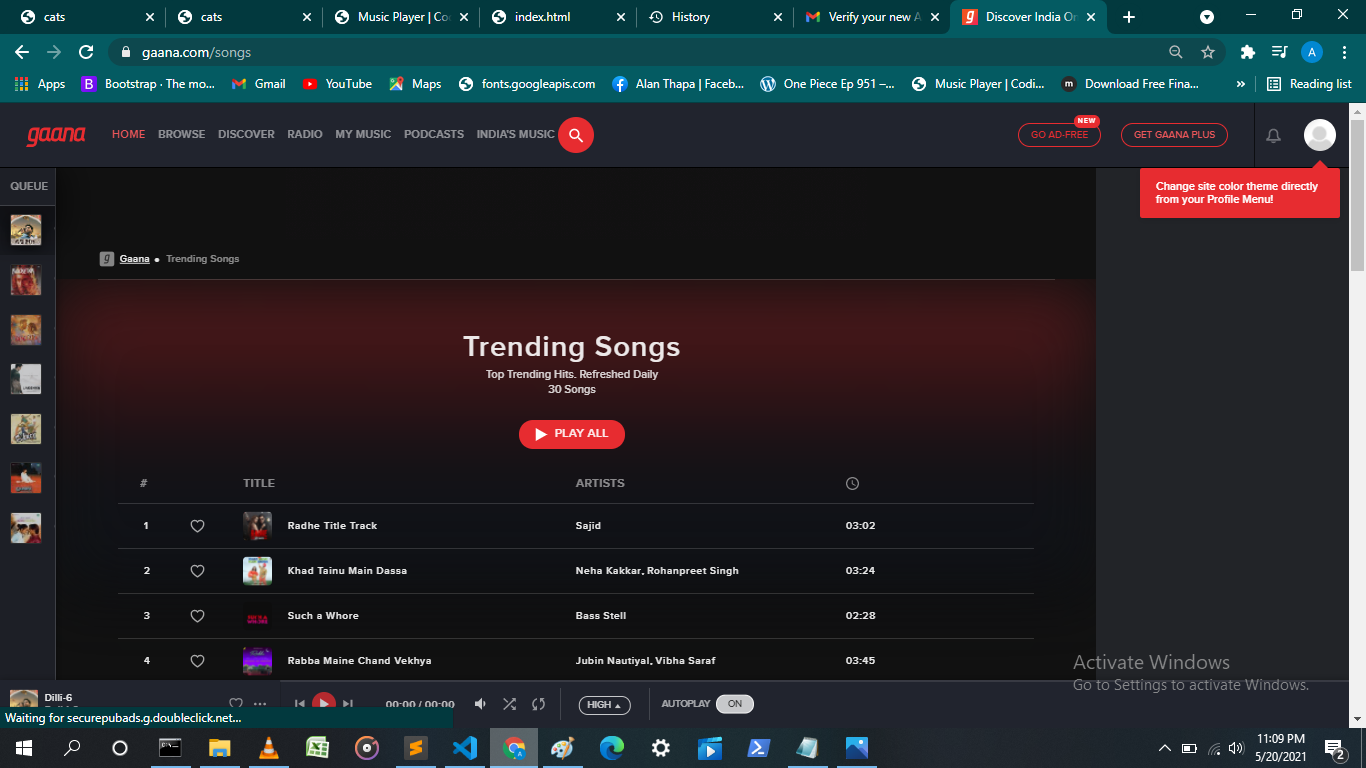 cats
cats
Music Player | Co
index.html
History
Verify your new A
Discover India On
gaana.com/songs
A
Apps
B Bootstrap · The mo...
Gmail
YouTube
Maps
fonts.googleapis.com
Alan Thapa | Faceb...
One Piece Ep 951 –...
Music Player | Codi...
m Download Free Fina...
»
Reading list
gaana
HOME
BROWSE
DISCOVER
RADIO
MY MUSIC
PODCASTS
INDIA'S MUSIC
NEW
GO AD-FREE
GET GAANA PLUS
QUEUE
Change site color theme directly
from your Profile Menu!
g Gaana • Trending Songs
Trending Songs
Top Trending Hits. Refreshed Daily
30 Songs
PLAY ALL
# TITLE ARTISTS
1 Radhe Title Track Sajid 03:02
2 Khad Tainu Main Dassa Neha Kakkar, Rohanpreet Singh 03:24
3 Such a Whore Bass Stell 02:28
4 Rabba Maine Chand Vekhya Jubin Nautiyal, Vibha Saraf 03:45
Activate Windows
Go to Settings to activate Windows.
Dilli-6
00:00 / 00:00
HIGH
AUTOPLAY ON
Waiting for securepubads.g.doubleclick.net...
11:09 PM
5/20/2021
2